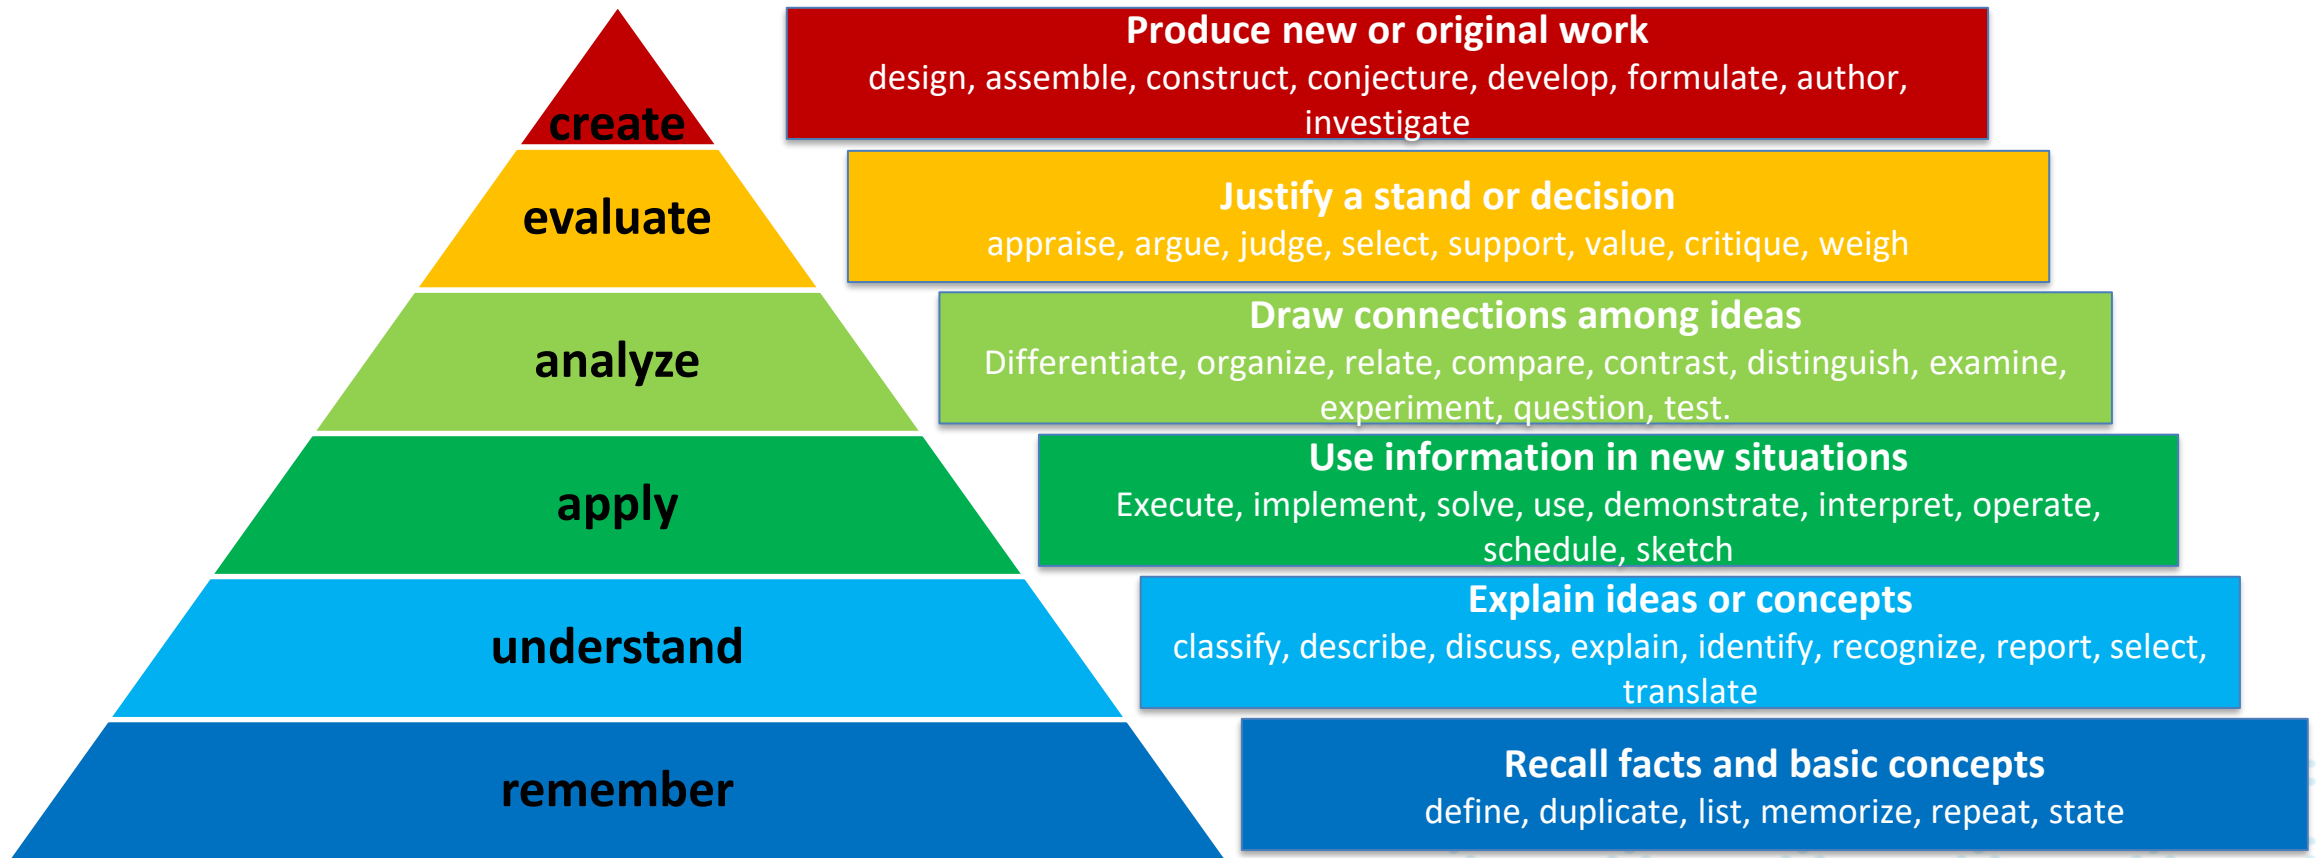 create
Produce new or original work
design, assemble, construct, conjecture, develop, formulate, author,
investigate
evaluate
Justify a stand or decision
appraise, argue, judge, select, support, value, critique, weigh
analyze
Draw connections among ideas
Differentiate, organize, relate, compare, contrast, distinguish, examine,
experiment, question, test.
apply
Use information in new situations
Execute, implement, solve, use, demonstrate, interpret, operate,
schedule, sketch
understand
Explain ideas or concepts
classify, describe, discuss, explain, identify, recognize, report, select,
translate
remember
Recall facts and basic concepts
define, duplicate, list, memorize, repeat, state